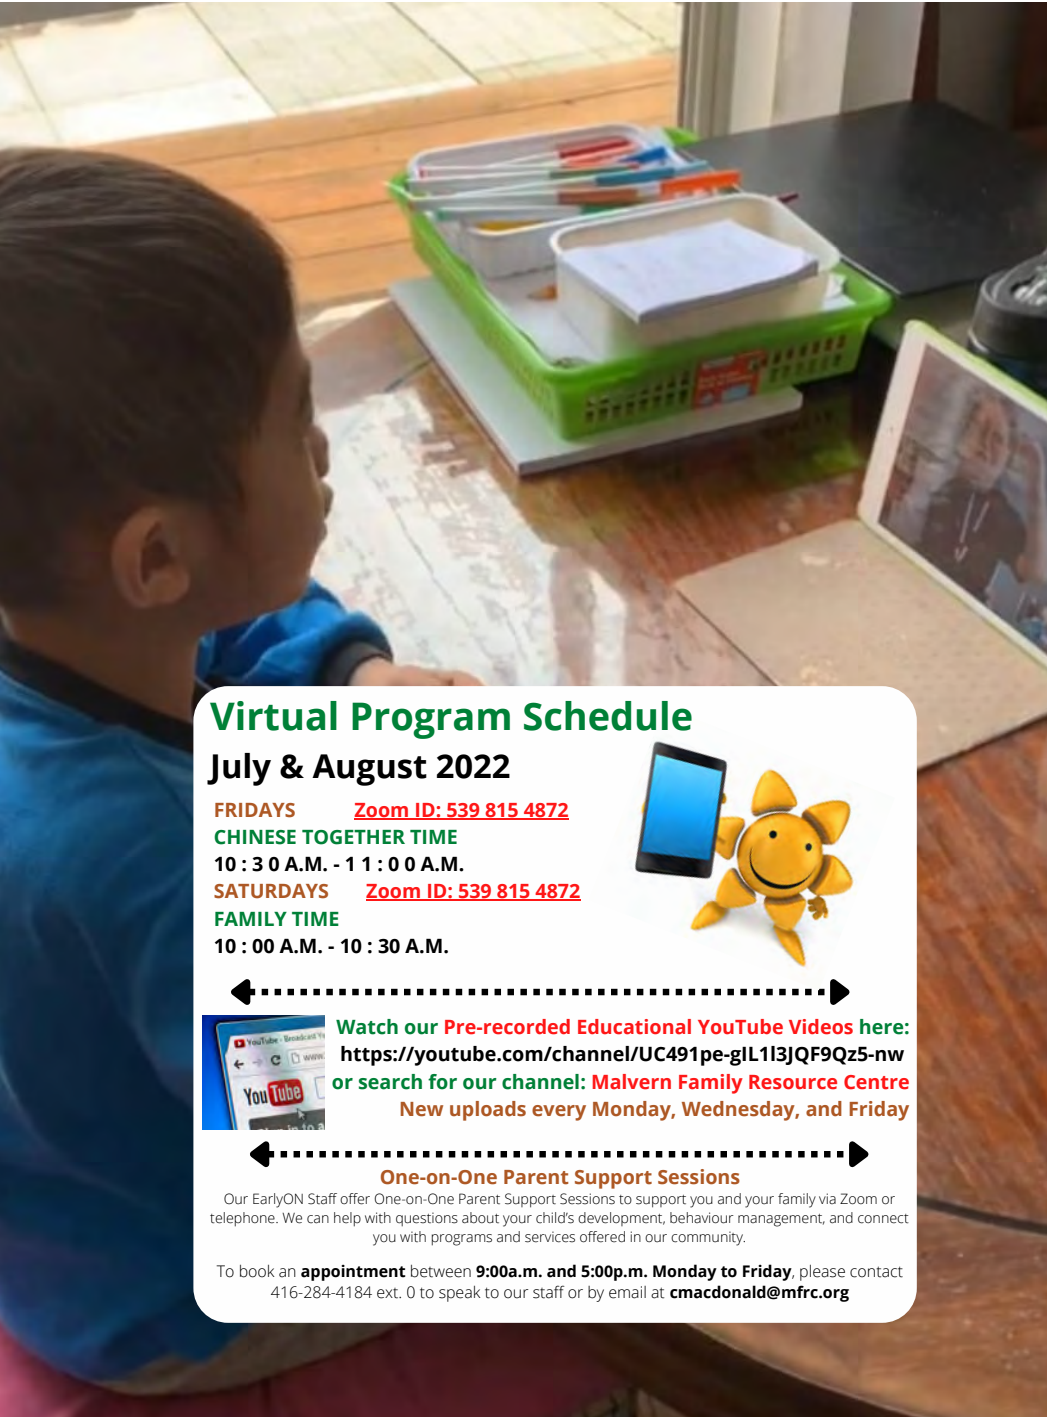 Virtual Program Schedule
July & August 2022
FRIDAYS Zoom ID: 539 815 4872
CHINESE TOGETHER TIME
10 : 3 0 A.M. - 1 1 : 0 0 A.M.
SATURDAYS Zoom ID: 539 815 4872
FAMILY TIME
10 : 00 A.M. - 10 : 30 A.M.
YouTube - Broadcast Y
www.
You Tube
Watch our Pre-recorded Educational YouTube Videos here:
https://youtube.com/channel/UC491pe-gIL1l3JQF9Qz5-nw
or search for our channel: Malvern Family Resource Centre
New uploads every Monday, Wednesday, and Friday
One-on-One Parent Support Sessions
Our EarlyON Staff offer One-on-One Parent Support Sessions to support you and your family via Zoom or
telephone. We can help with questions about your child's development, behaviour management, and connect
you with programs and services offered in our community.
To book an appointment between 9:00a.m. and 5:00p.m. Monday to Friday, please contact
416-284-4184 ext. 0 to speak to our staff or by email at cmacdonald@mfrc.org